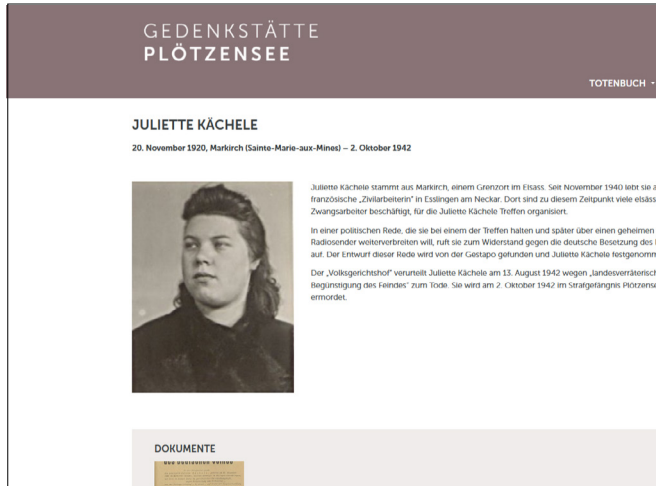 GEDENKSTÄTTE
PLÖTZENSEE
TOTENBUCH
JULIETTE KÄCHELE
20. November 1920, Markirch (Sainte-Marie-aux-Mines) – 2. Oktober 1942
Juliette Kächele stammt aus Markirch, einem Grenzort im Elsass. Seit November 1940 lebt sie a
französische „Zivilarbeiterin“ in Esslingen am Neckar. Dort sind zu diesem Zeitpunkt viele elsäss
Zwangsarbeiter beschäftigt, für die Juliette Kächele Treffen organisiert.
In einer politischen Rede, die sie bei einem der Treffen halten und später über einen geheimen
Radiosender weiterverbreiten will, ruft sie zum Widerstand gegen die deutsche Besetzung des
auf. Der Entwurf dieser Rede wird von der Gestapo gefunden und Juliette Kächele festgenomm
Der „Volksgerichtshof“ verurteilt Juliette Kächele am 13. August 1942 wegen „landesverräterisch
Begünstigung des Feindes“ zum Tode. Sie wird am 2. Oktober 1942 im Strafgefängnis Plötzense
ermordet.
DOKUMENTE